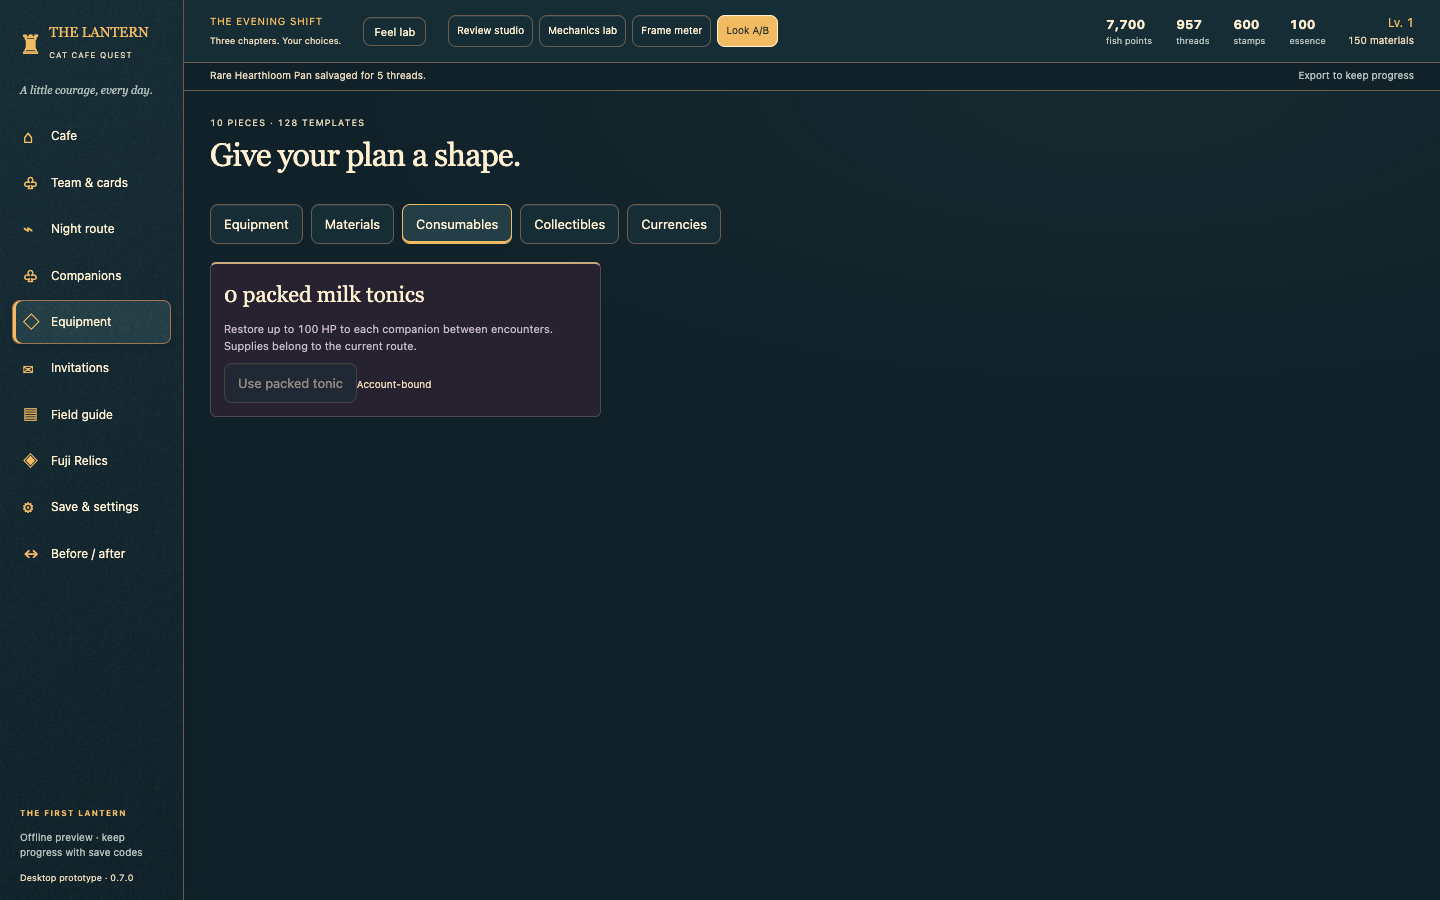 THE LANTERN
CAT CAFE QUEST
A little courage, every day.
Cafe
Team & cards
Night route
Companions
Equipment
Invitations
Field guide
Fuji Relics
Save & settings
Before / after
THE FIRST LANTERN
Offline preview · keep
progress with save codes
Desktop prototype · 0.7.0
THE EVENING SHIFT
Three chapters. Your choices.
Feel lab
Review studio
Mechanics lab
Frame meter
Look A/B
7,700
fish points
957
threads
600
stamps
100
essence
Lv. 1
150 materials
Rare Hearthloom Pan salvaged for 5 threads.
Export to keep progress
10 PIECES · 128 TEMPLATES
Give your plan a shape.
Equipment
Materials
Consumables
Collectibles
Currencies
0 packed milk tonics
Restore up to 100 HP to each companion between encounters.
Supplies belong to the current route.
Use packed tonic
Account-bound